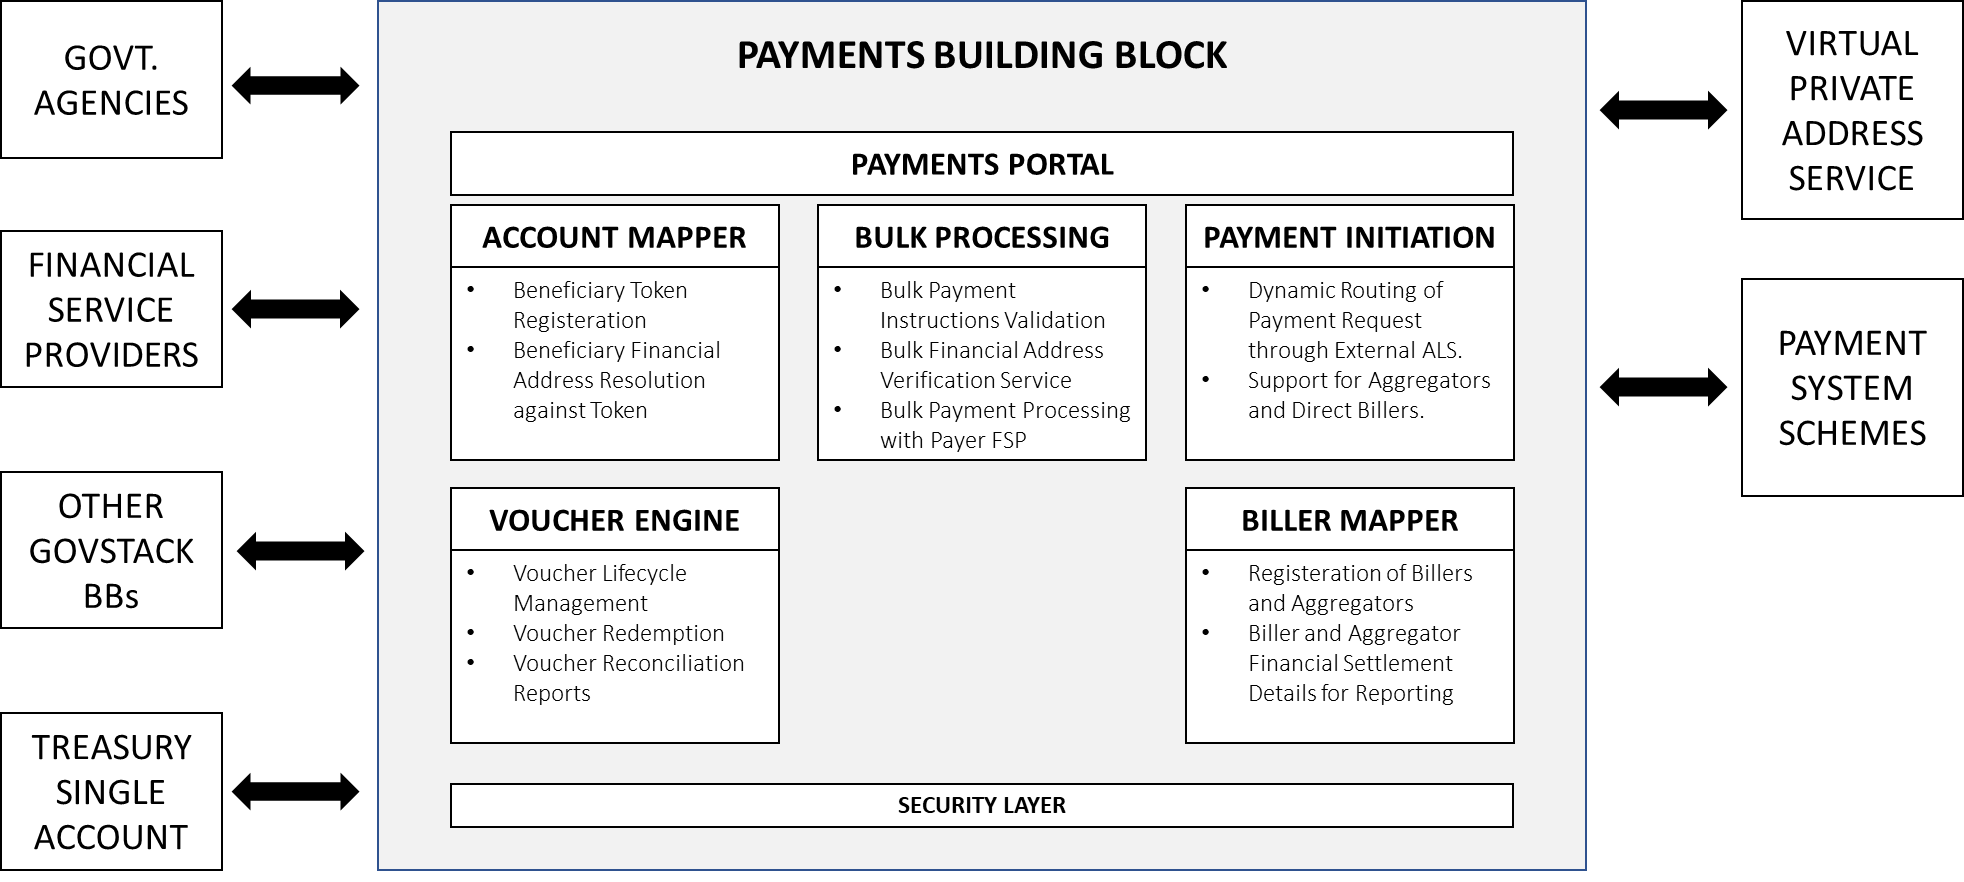 GOVT.
AGENCIES
FINANCIAL
SERVICE
PROVIDERS
OTHER
GOVSTACK
BBs
TREASURY
SINGLE
ACCOUNT
PAYMENTS BUILDING BLOCK
PAYMENTS PORTAL
ACCOUNT MAPPER
• Beneficiary Token
Registeration
• Beneficiary Financial
Address Resolution
against Token
BULK PROCESSING
• Bulk Payment
Instructions Validation
• Bulk Financial Address
Verification Service
• Bulk Payment Processing
with Payer FSP
PAYMENT INITIATION
• Dynamic Routing of
Payment Request
through External ALS.
• Support for Aggregators
and Direct Billers.
VOUCHER ENGINE
• Voucher Lifecycle
Management
• Voucher Redemption
• Voucher Reconciliation
Reports
BILLER MAPPER
• Registeration of Billers
and Aggregators
• Biller and Aggregator
Financial Settlement
Details for Reporting
SECURITY LAYER
VIRTUAL
PRIVATE
ADDRESS
SERVICE
PAYMENT
SYSTEM
SCHEMES